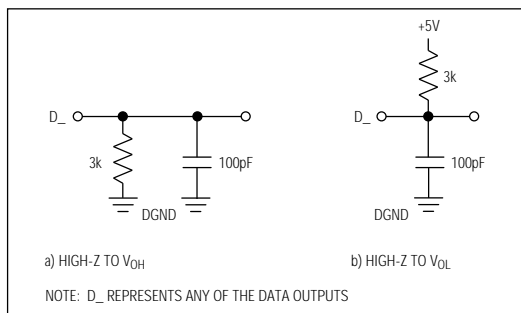 +5V
3k
D_
D_
3k
100pF
100pF
DGND
DGND
a) HIGH-Z TO VOH
b) HIGH-Z TO VOL
NOTE: D_ REPRESENTS ANY OF THE DATA OUTPUTS